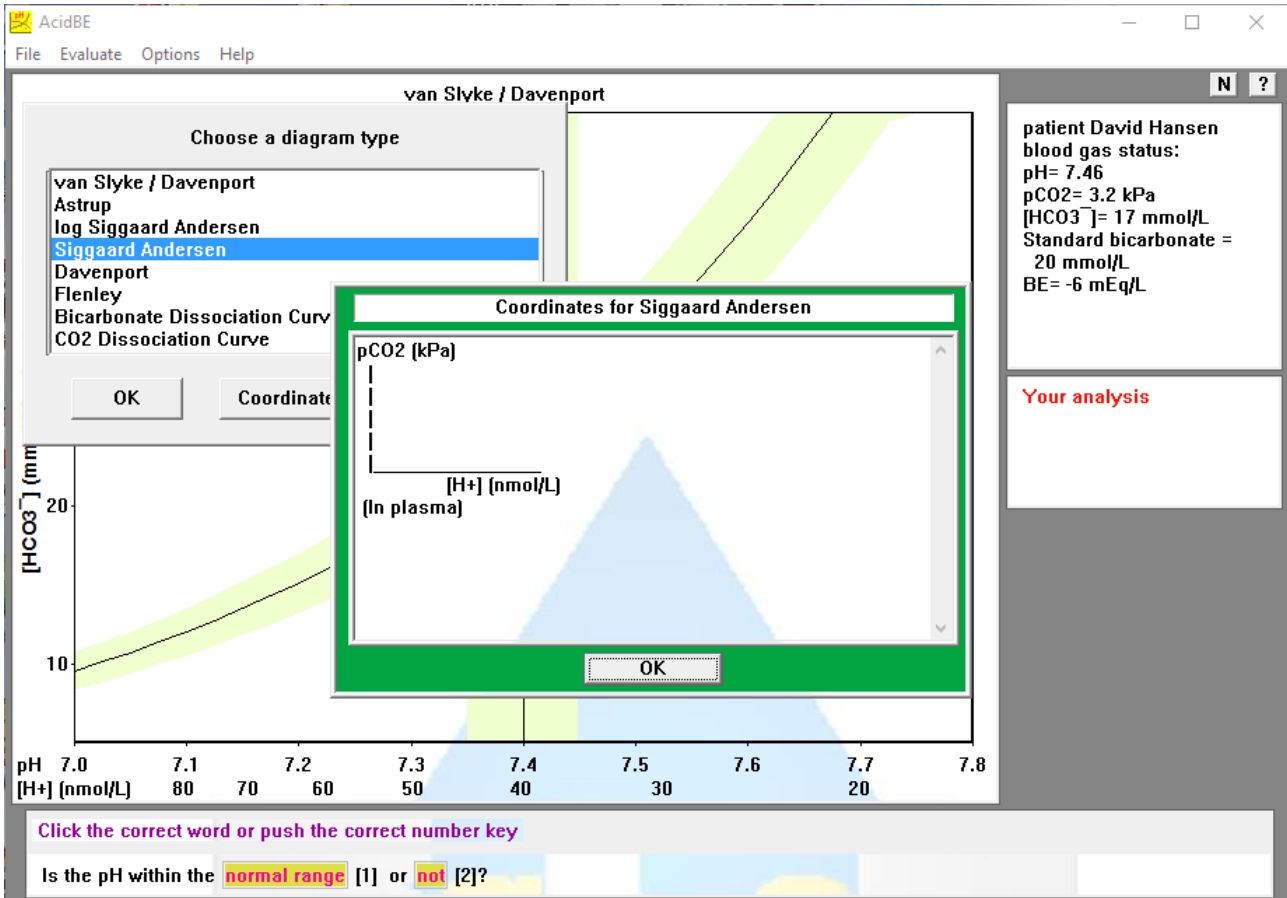 AcidBE
File Evaluate Options Help
van Slyke / Davenport
N ?
Choose a diagram type
van Slyke / Davenport
Astrup
log Siggaard Andersen
Siggaard Andersen
Davenport
Flenley
Bicarbonate Dissociation Curv
CO2 Dissociation Curve
OK Coordinate
Coordinates for Siggaard Andersen
pCO2 (kPa)
[H+] (nmol/L)
(In plasma)
OK
patient David Hansen
blood gas status:
pH= 7.46
pCO2= 3.2 kPa
[HCO3¯]= 17 mmol/L
Standard bicarbonate =
20 mmol/L
BE= -6 mEq/L
Your analysis
[HCO3¯] (mm
20
10
pH 7.0 7.1 7.2 7.3 7.4 7.5 7.6 7.7 7.8
[H+] (nmol/L) 80 70 60 50 40 30 20
Click the correct word or push the correct number key
Is the pH within the normal range [1] or not [2]?